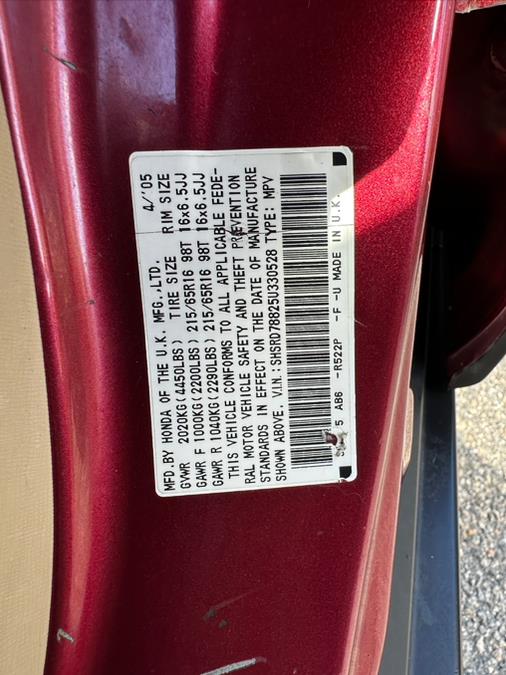 MFD.BY HONDA OF THE U.K. MFG.,LTD. 4/'05
GVWR 2020KG(4450LBS) TIRE SIZE RIM SIZE
GAWR F 1000KG(2200LBS) 215/65R16 98T 16x6.5JJ
GAWR R 1040KG(2290LBS) 215/65R16 98T 16x6.5JJ
THIS VEHICLE CONFORMS TO ALL APPLICABLE FEDE-
RAL MOTOR VEHICLE SAFETY AND THEFT PREVENTION
STANDARDS IN EFFECT ON THE DATE OF MANUFACTURE
SHOWN ABOVE. V.I.N.:SHSRD78825U330528 TYPE: MPV
5 AB6 -R522P -F -U MADE IN U.K.